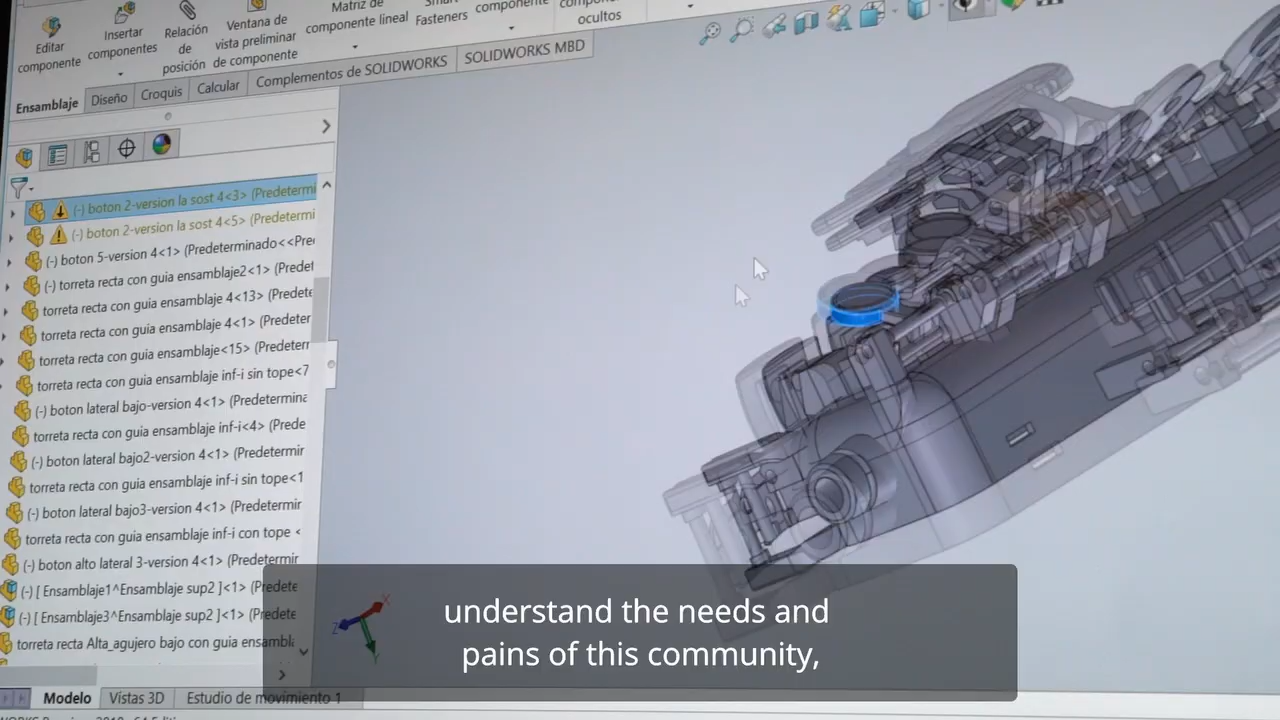 Editar
componente
Insertar
componentes
Relación
de
posición
Ventana de
vista preliminar
de componente
Matriz de
componente lineal
Smart
Fasteners
componente
componentes
ocultos
Ensamblaje
Diseño
Croquis
Calcular
Complementos de SOLIDWORKS
SOLIDWORKS MBD
(-) boton 2-version la sost 4<3> (Predetermi
(-) boton 2-version la sost 4<5> (Predetermi
(-) boton 5-version 4<1> (Predeterminado<<Pre
(-) torreta recta con guia ensamblaje2<1> (Predet
torreta recta con guia ensamblaje 4<13> (Predete
torreta recta con guia ensamblaje 4<1> (Predeter
torreta recta con guia ensamblaje<15> (Predeterr
torreta recta con guia ensamblaje inf-i sin tope<7
(-) boton lateral bajo-version 4<1> (Predetermina
torreta recta con guia ensamblaje inf-i<4> (Prede
(-) boton lateral bajo2-version 4<1> (Predetermir
torreta recta con guia ensamblaje inf-i sin tope<1
(-) boton lateral bajo3-version 4<1> (Predetermir
torreta recta con guia ensamblaje inf-i con tope <
(-) boton alto lateral 3-version 4<1> (Predetermir
(-) [ Ensamblaje1^Ensamblaje sup2 ]<1> (Predete
(-) [ Ensamblaje3^Ensamblaje sup2 ]<1> (Predete
torreta recta Alta_agujero bajo con guia ensambl
X
Z
Y
understand the needs and
pains of this community,
Modelo
Vistas 3D
Estudio de movimiento 1